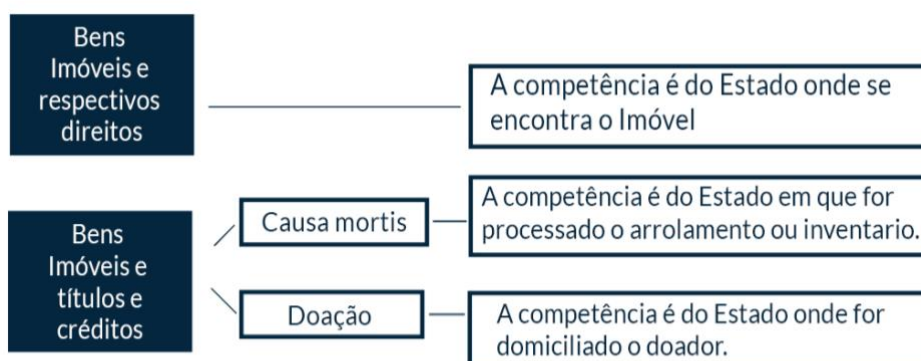 Bens
Imóveis e
respectivos
direitos
A competência é do Estado onde se
encontra o Imóvel
Bens
Imóveis e
títulos e
créditos
Causa mortis
A competência é do Estado em que for
processado o arrolamento ou inventario.
Doação
A competência é do Estado onde for
domiciliado o doador.